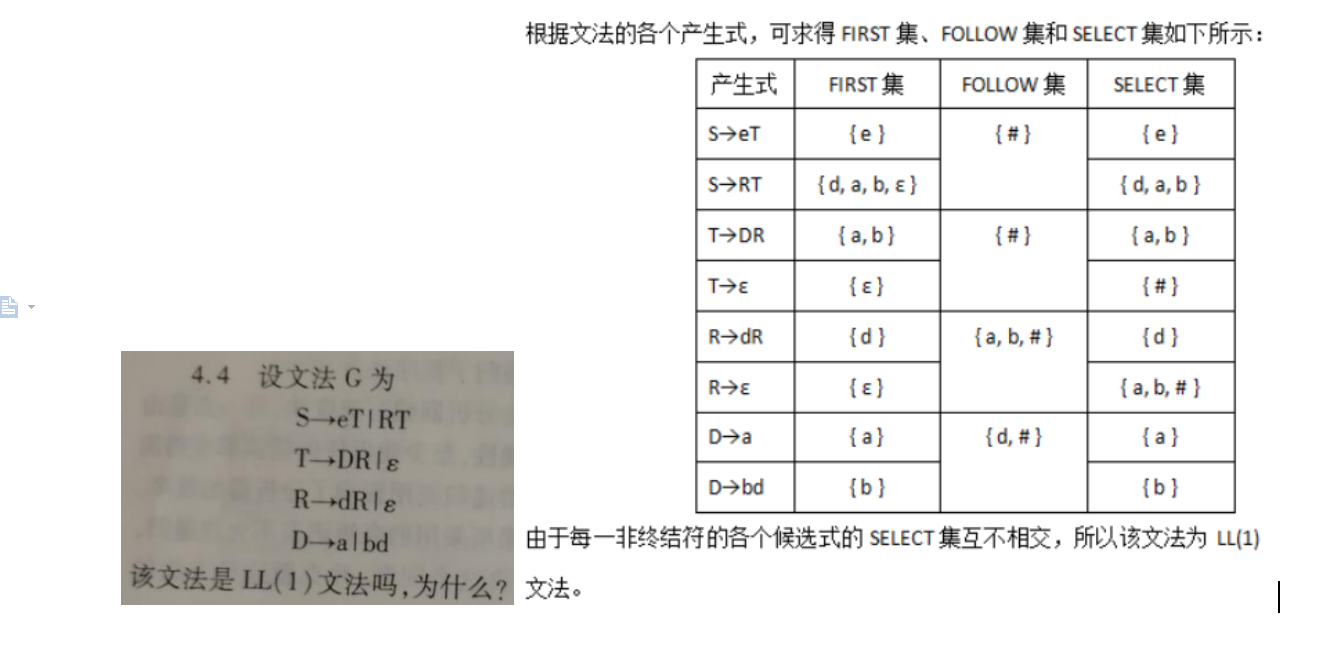 根据文法的各个产生式，可求得 FIRST 集、FOLLOW 集和 SELECT 集如下所示：
产生式 FIRST 集 FOLLOW 集 SELECT 集
S→eT {e} {#} {e}
S→RT {d, a, b, ε} {d, a, b}
T→DR {a, b} {#} {a, b}
T→ε {ε} {#}
R→dR {d} {a, b, #} {d}
R→ε {ε} {a, b, #}
D→a {a} {d, #} {a}
D→bd {b} {b}
由于每一非终结符的各个候选式的 SELECT 集互不相交，所以该文法为 LL(1)
文法。
4.4 设文法 G 为
S→eT|RT
T→DR|ε
R→dR|ε
D→a|bd
该文法是 LL(1)文法吗,为什么?